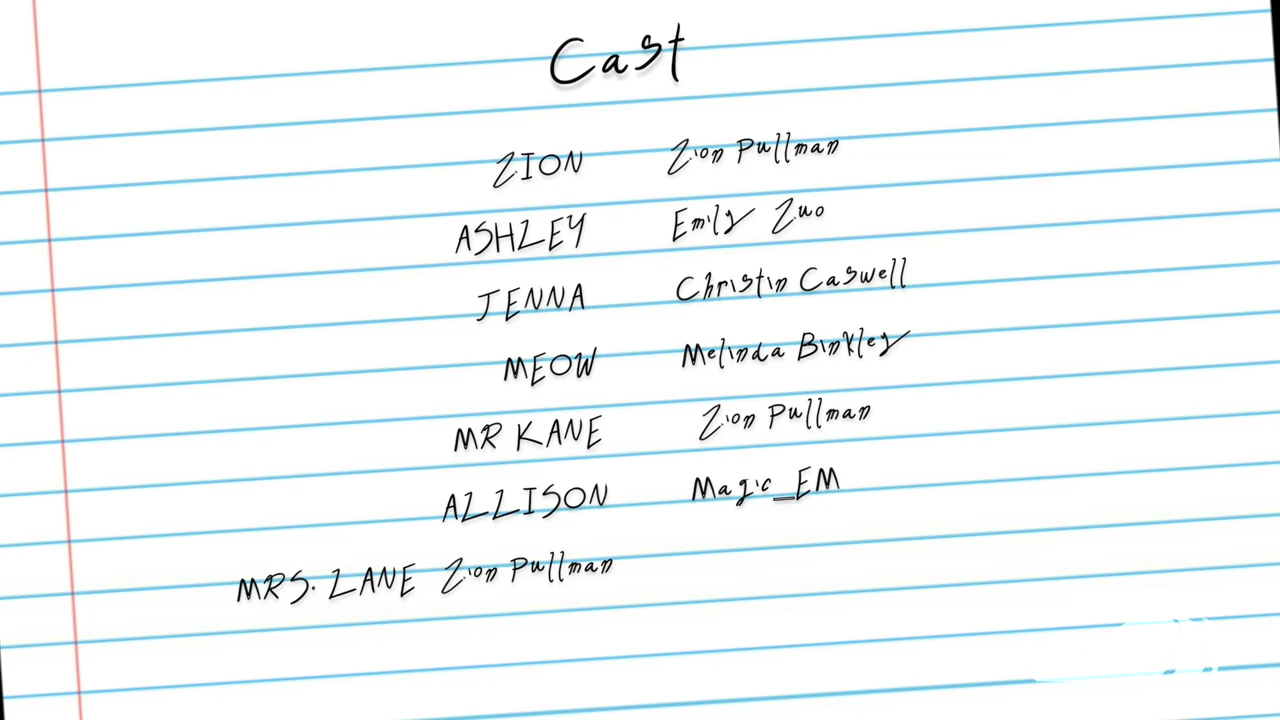 Cast
ZION Zion Pullman
ASHLEY Emily Zuo
JENNA Christin Caswell
MEOW Melinda Binkley
MR KANE Zion Pullman
ALLISON Magic_EM
MRS. LANE Zion Pullman